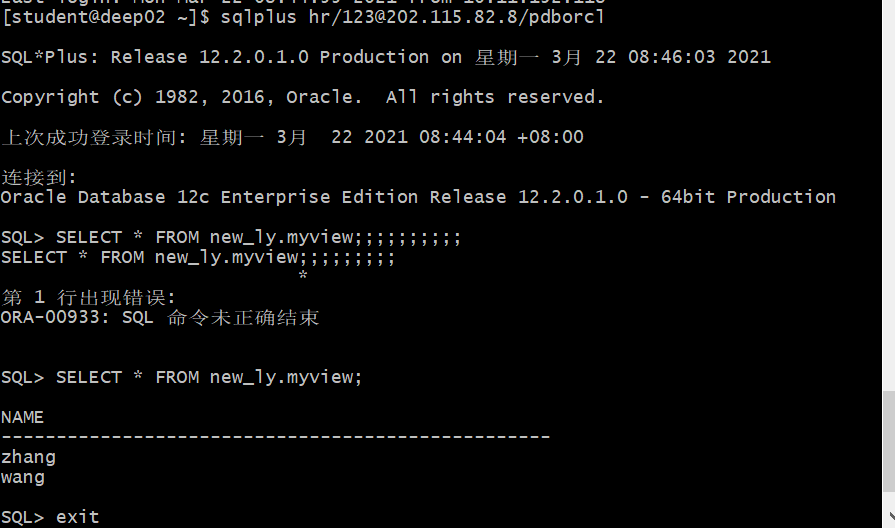 [student@deep02 ~]$ sqlplus hr/123@202.115.82.8/pdborcl
SQL*Plus: Release 12.2.0.1.0 Production on 星期一 3月 22 08:46:03 2021
Copyright (c) 1982, 2016, Oracle.  All rights reserved.
上次成功登录时间: 星期一 3月  22 2021 08:44:04 +08:00
连接到:
Oracle Database 12c Enterprise Edition Release 12.2.0.1.0 - 64bit Production
SQL> SELECT * FROM new_ly.myview;;;;;;;;;;
SELECT * FROM new_ly.myview;;;;;;;;;
*
第 1 行出现错误:
ORA-00933: SQL 命令未正确结束
SQL> SELECT * FROM new_ly.myview;
NAME
--------------------------------------------------
zhang
wang
SQL> exit